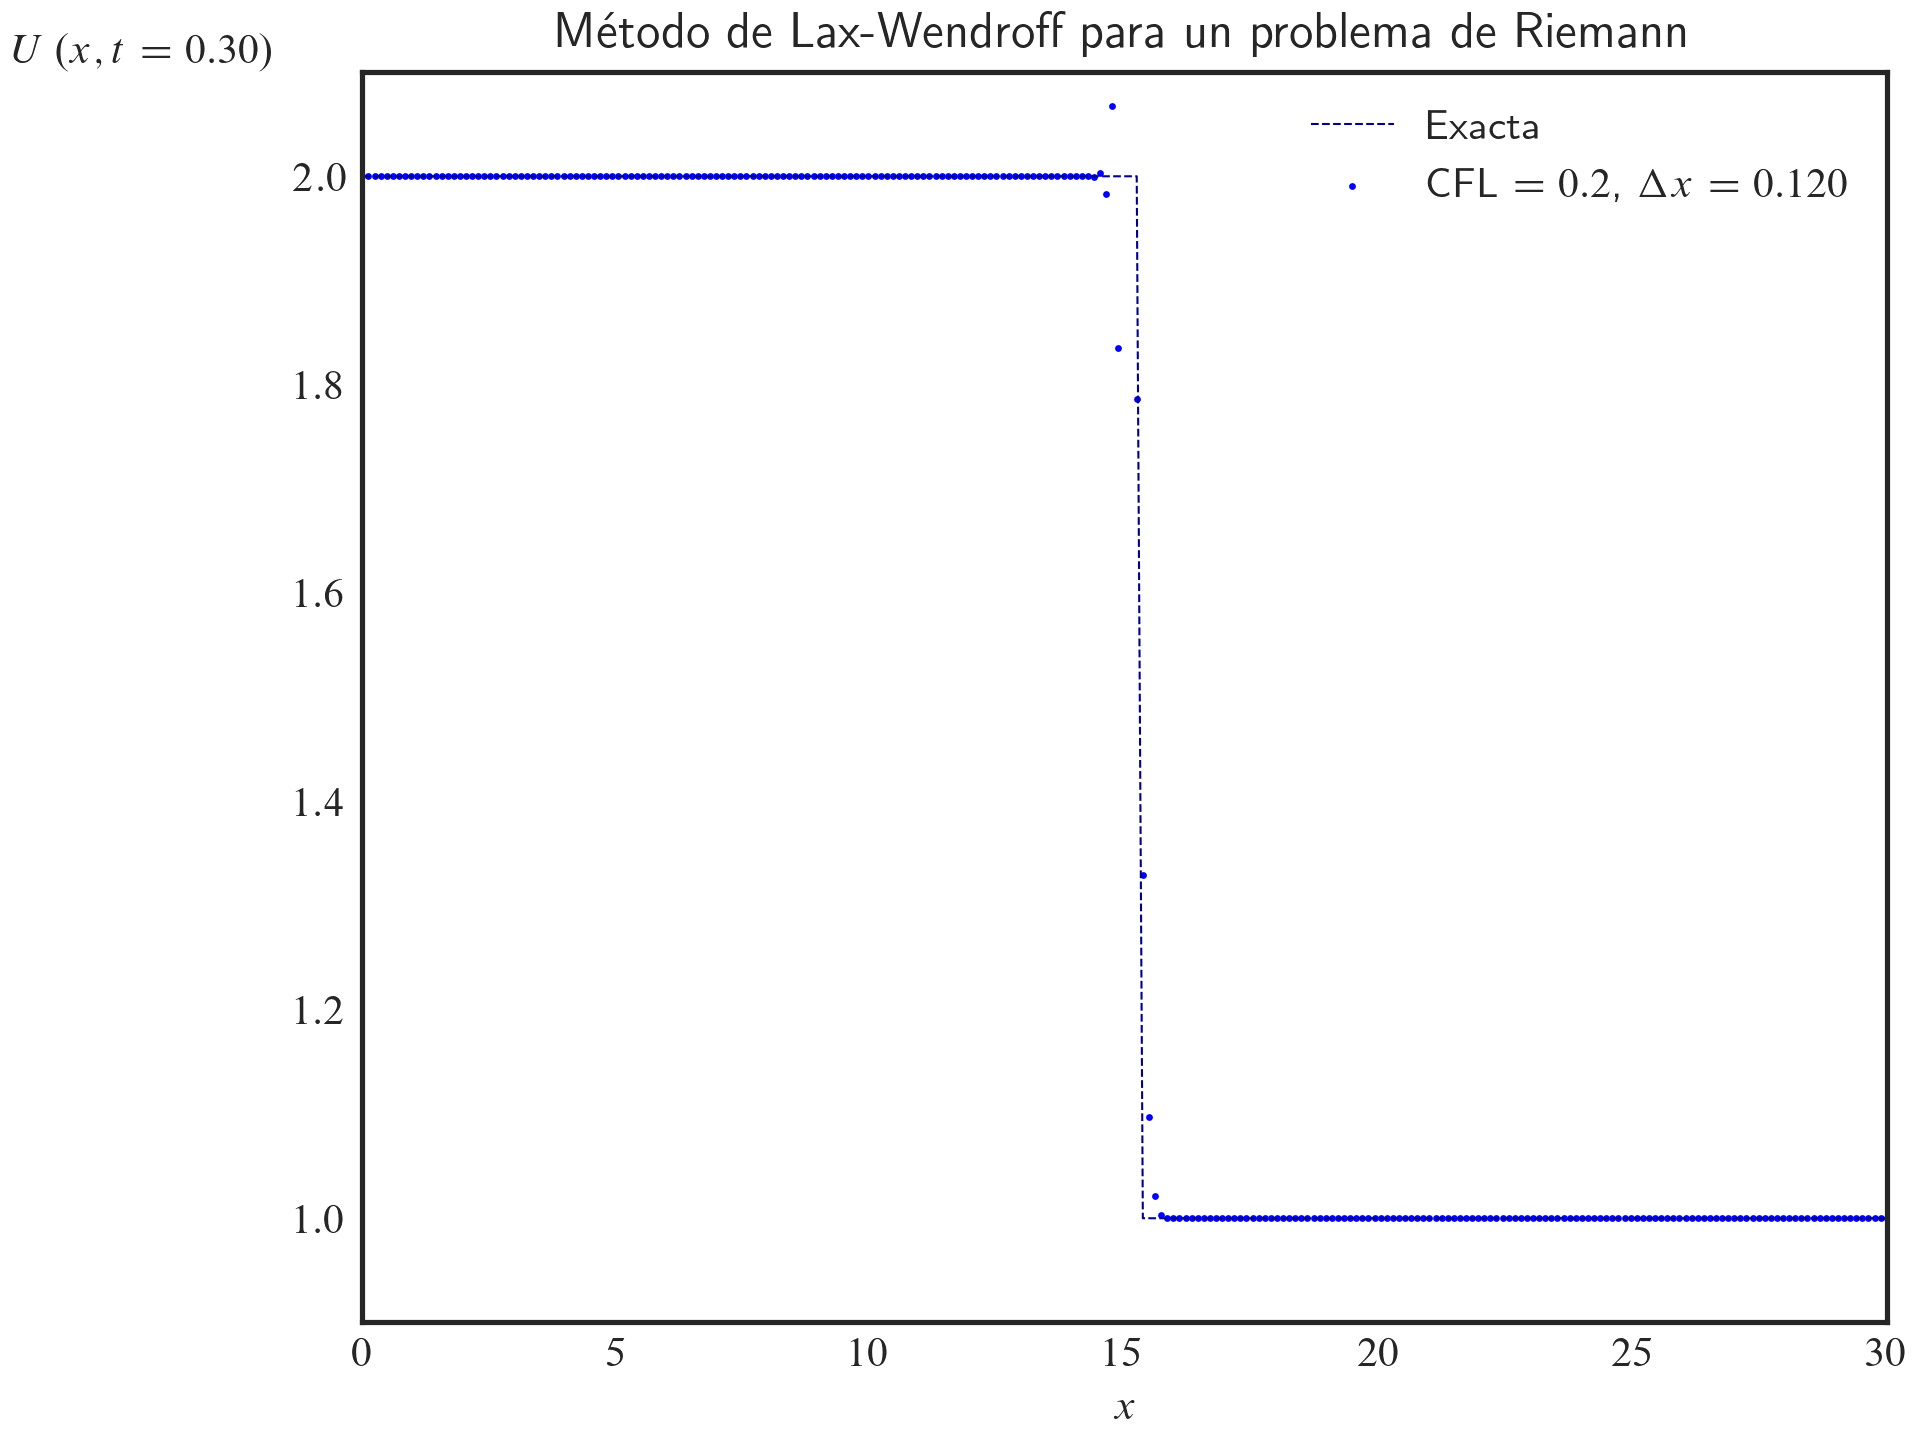 Método de Lax-Wendroff para un problema de Riemann
U (x, t = 0.30)
Exacta
CFL = 0.2, Δx = 0.120
2.0
1.8
1.6
1.4
1.2
1.0
0 5 10 15 20 25 30
x